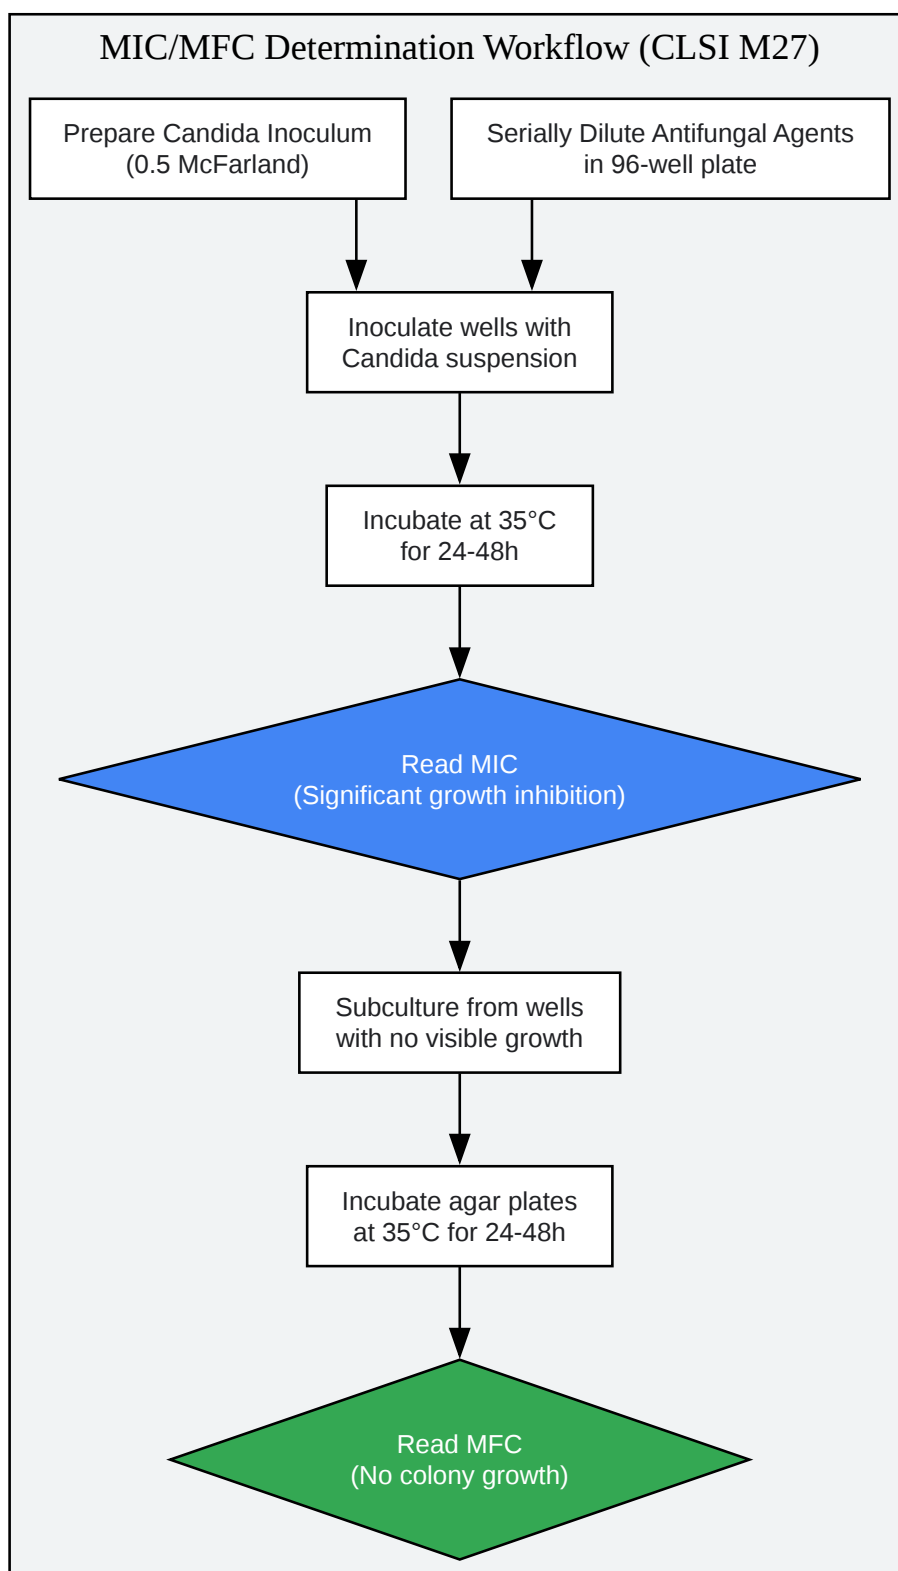 MIC/MFC Determination Workflow (CLSI M27)
Prepare Candida Inoculum
(0.5 McFarland)
Serially Dilute Antifungal Agents
in 96-well plate
Inoculate wells with
Candida suspension
Incubate at 35°C
for 24-48h
Read MIC
(Significant growth inhibition)
Subculture from wells
with no visible growth
Incubate agar plates
at 35°C for 24-48h
Read MFC
(No colony growth)